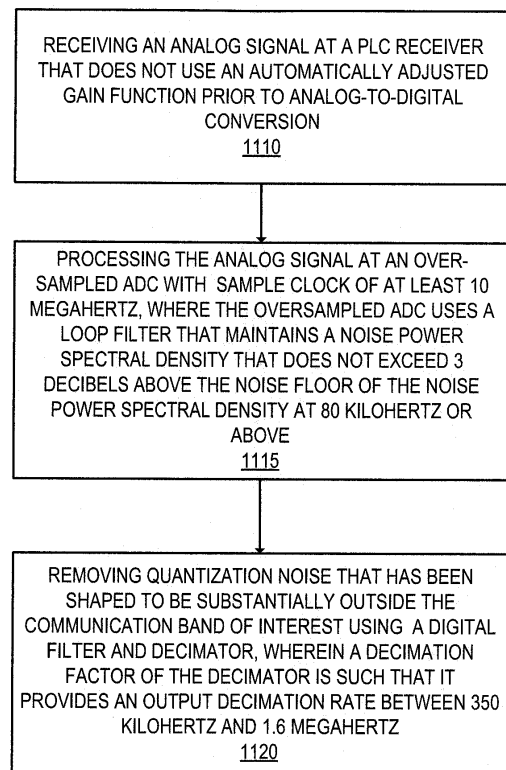 RECEIVING AN ANALOG SIGNAL AT A PLC RECEIVER
THAT DOES NOT USE AN AUTOMATICALLY ADJUSTED
GAIN FUNCTION PRIOR TO ANALOG-TO-DIGITAL
CONVERSION
1110
PROCESSING THE ANALOG SIGNAL AT AN OVER-
SAMPLED ADC WITH SAMPLE CLOCK OF AT LEAST 10
MEGAHERTZ, WHERE THE OVERSAMPLED ADC USES A
LOOP FILTER THAT MAINTAINS A NOISE POWER
SPECTRAL DENSITY THAT DOES NOT EXCEED 3
DECIBELS ABOVE THE NOISE FLOOR OF THE NOISE
POWER SPECTRAL DENSITY AT 80 KILOHERTZ OR
ABOVE
1115
REMOVING QUANTIZATION NOISE THAT HAS BEEN
SHAPED TO BE SUBSTANTIALLY OUTSIDE THE
COMMUNICATION BAND OF INTEREST USING A DIGITAL
FILTER AND DECIMATOR, WHEREIN A DECIMATION
FACTOR OF THE DECIMATOR IS SUCH THAT IT
PROVIDES AN OUTPUT DECIMATION RATE BETWEEN 350
KILOHERTZ AND 1.6 MEGAHERTZ
1120